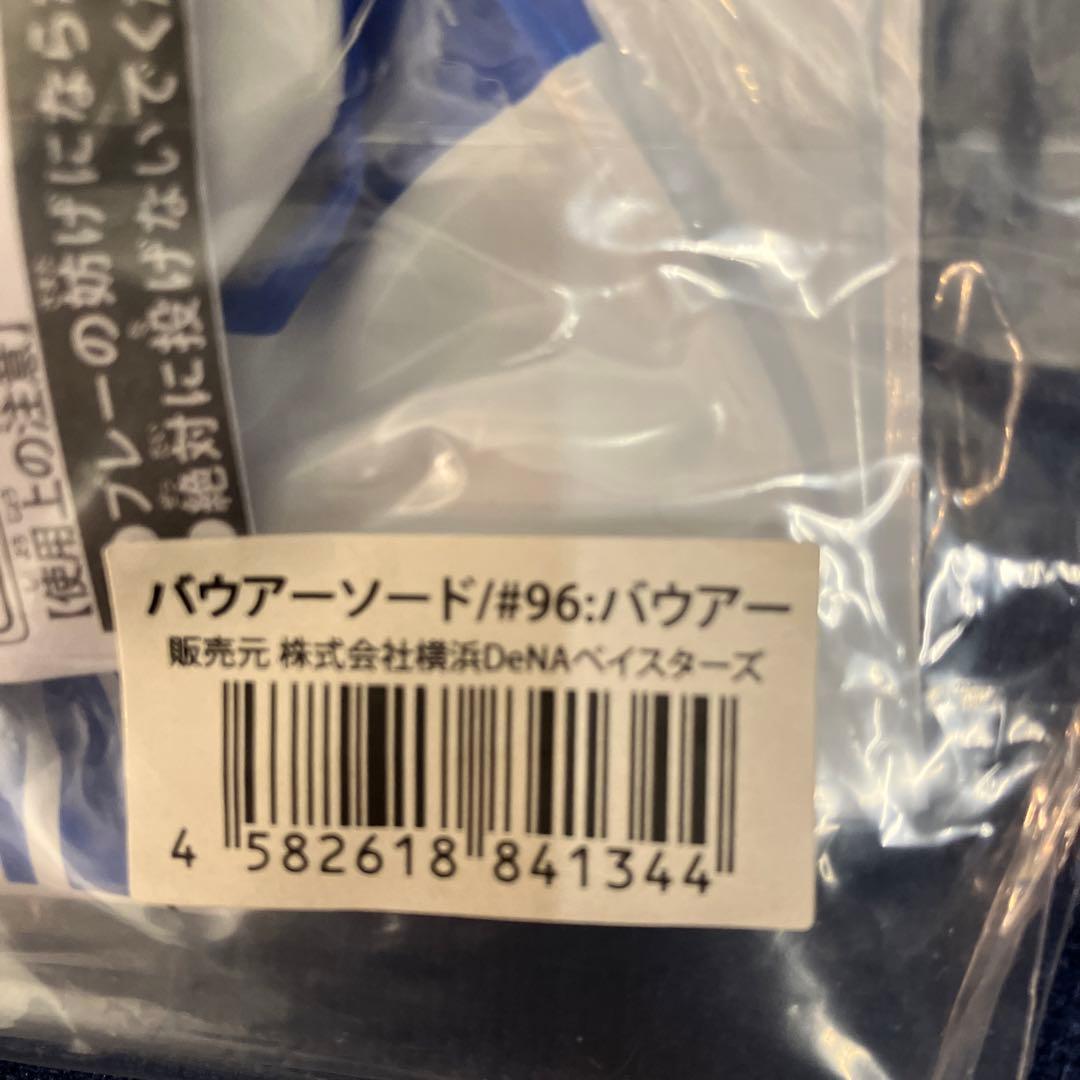 【使用上の注意】
●プレーの妨げになら
●絶対に投げないでくだ
バウアーソード/#96:バウアー
販売元 株式会社横浜DeNAベイスターズ
4 582618 841344